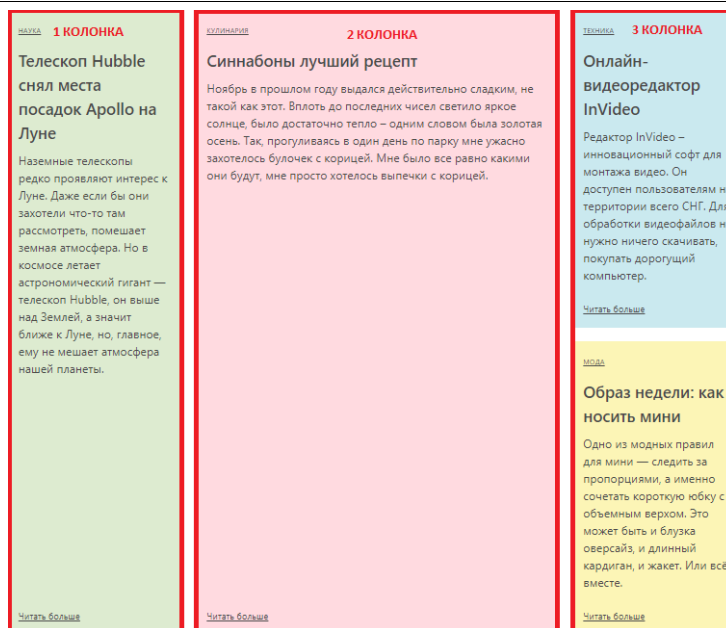 НАУКА 1 КОЛОНКА
Телескоп Hubble
снял места
посадок Apollo на
Луне
Наземные телескопы
редко проявляют интерес к
Луне. Даже если бы они
захотели что-то там
рассмотреть, помешает
земная атмосфера. Но в
космосе летает
астрономический гигант —
телескоп Hubble, он выше
над Землей, а значит
ближе к Луне, но, главное,
ему не мешает атмосфера
нашей планеты.
Читать больше
КУЛИНАРИЯ 2 КОЛОНКА
Синнабоны лучший рецепт
Ноябрь в прошлом году выдался действительно сладким, не
такой как этот. Вплоть до последних чисел светило яркое
солнце, было достаточно тепло – одним словом была золотая
осень. Так, прогуливаясь в один день по парку мне ужасно
захотелось булочек с корицей. Мне было все равно какими
они будут, мне просто хотелось выпечки с корицей.
Читать больше
ТЕХНИКА 3 КОЛОНКА
Онлайн-
видеоредактор
InVideo
Редактор InVideo –
инновационный софт для
монтажа видео. Он
доступен пользователям н
территории всего СНГ. Для
обработки видеофайлов н
нужно ничего скачивать,
покупать дорогущий
компьютер.
Читать больше
МОДА
Образ недели: как
носить мини
Одно из модных правил
для мини — следить за
пропорциями, а именно
сочетать короткую юбку с
объемным верхом. Это
может быть и блузка
оверсайз, и длинный
кардиган, и жакет. Или всё
вместе.
Читать больше